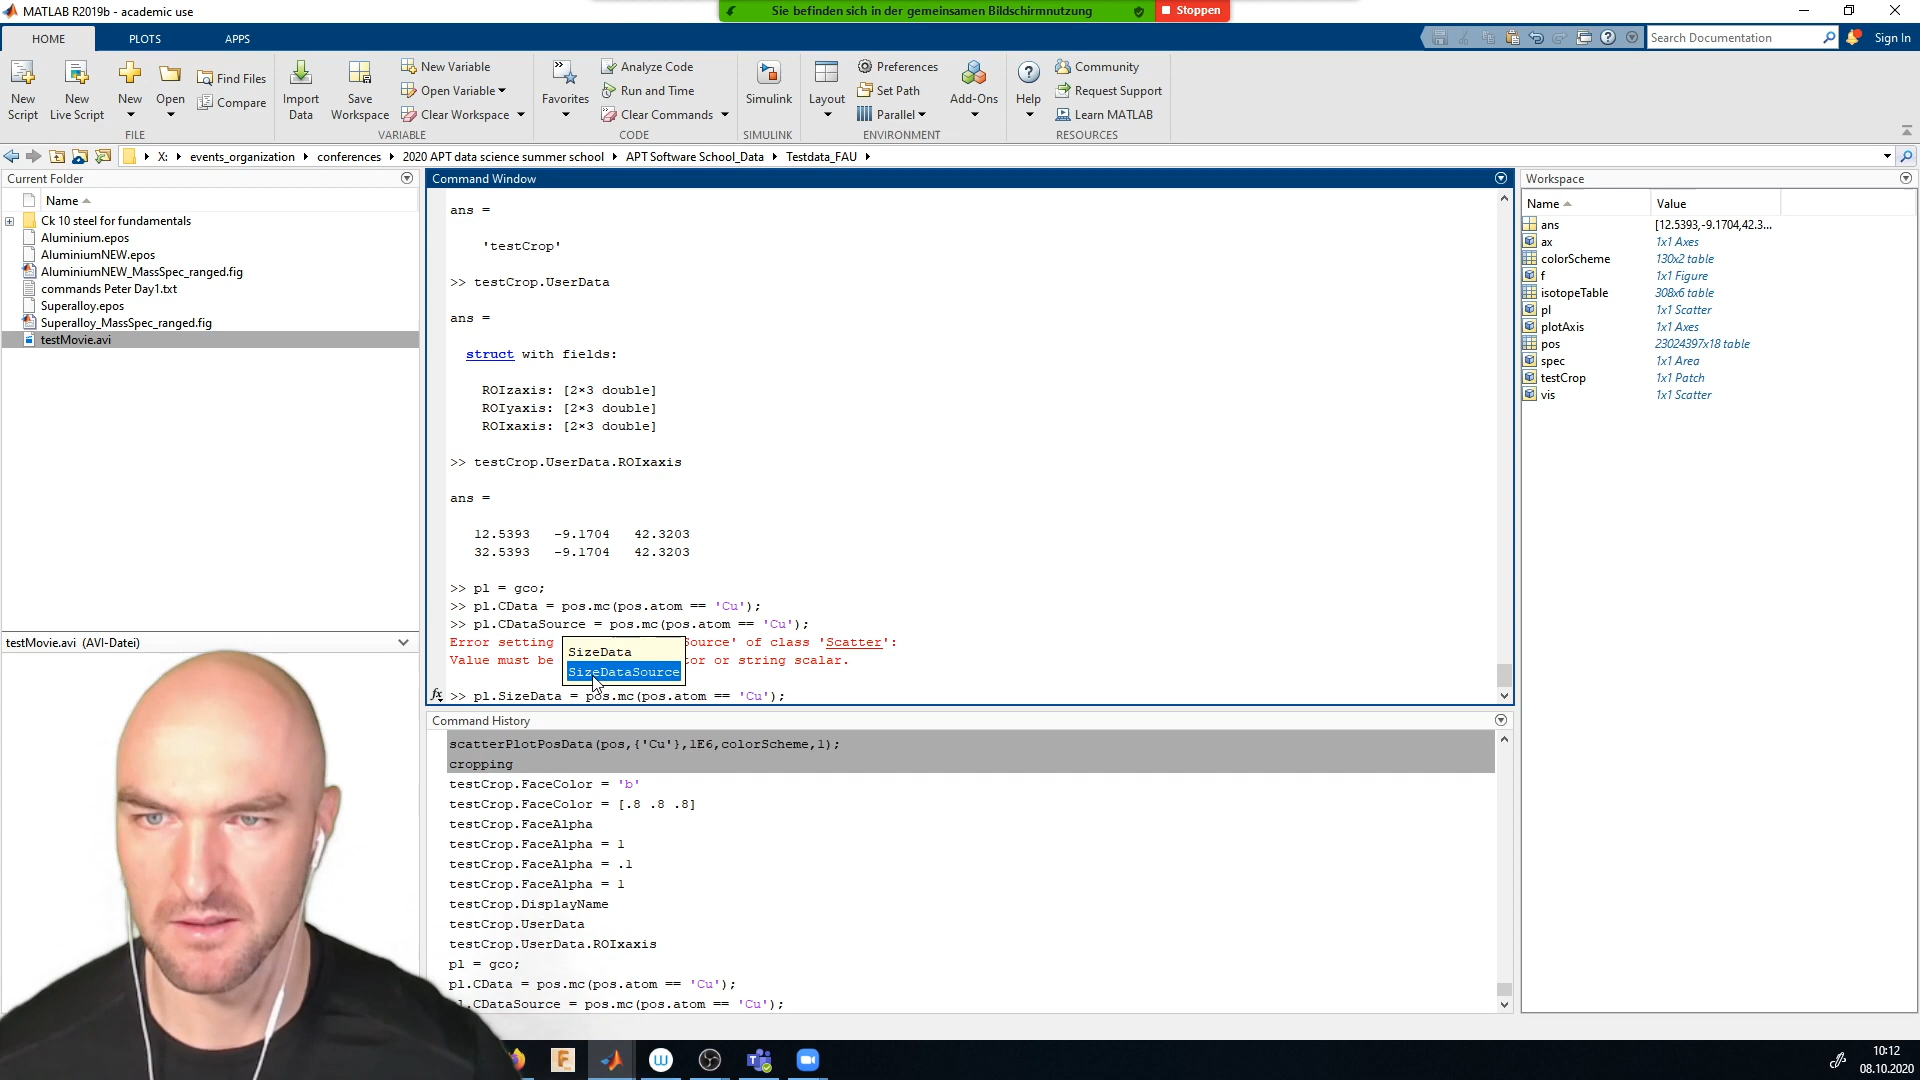 MATLAB R2019b - academic use
Sie befinden sich in der gemeinsamen Bildschirmnutzung
Stoppen
HOME
PLOTS
APPS
Search Documentation
Sign In
New Script
New Live Script
New
Open
Find Files
Compare
FILE
Import Data
Save Workspace
New Variable
Open Variable
Clear Workspace
VARIABLE
Favorites
Analyze Code
Run and Time
Clear Commands
CODE
Simulink
SIMULINK
Layout
Preferences
Set Path
Parallel
Add-Ons
ENVIRONMENT
Help
Community
Request Support
Learn MATLAB
RESOURCES
X: events_organization conferences 2020 APT data science summer school APT Software School_Data Testdata_FAU
Current Folder
Name
Ck 10 steel for fundamentals
Aluminium.epos
AluminiumNEW.epos
AluminiumNEW_MassSpec_ranged.fig
commands Peter Day1.txt
Superalloy.epos
Superalloy_MassSpec_ranged.fig
testMovie.avi
testMovie.avi (AVI-Datei)
Command Window
ans =
'testCrop'
>> testCrop.UserData
ans =
struct with fields:
ROIzaxis: [2×3 double]
ROIyaxis: [2×3 double]
ROIxaxis: [2×3 double]
>> testCrop.UserData.ROIxaxis
ans =
12.5393 -9.1704 42.3203
32.5393 -9.1704 42.3203
>> pl = gco;
>> pl.CData = pos.mc(pos.atom == 'Cu');
>> pl.CDataSource = pos.mc(pos.atom == 'Cu');
Error setting Source' of class 'Scatter':
Value must be tor or string scalar.
SizeData
SizeDataSource
fx >> pl.SizeData = pos.mc(pos.atom == 'Cu');
Command History
scatterPlotPosData(pos,{'Cu'},1E6,colorScheme,1);
cropping
testCrop.FaceColor = 'b'
testCrop.FaceColor = [.8 .8 .8]
testCrop.FaceAlpha
testCrop.FaceAlpha = 1
testCrop.FaceAlpha = .1
testCrop.FaceAlpha = 1
testCrop.DisplayName
testCrop.UserData
testCrop.UserData.ROIxaxis
pl = gco;
pl.CData = pos.mc(pos.atom == 'Cu');
.CDataSource = pos.mc(pos.atom == 'Cu');
Workspace
Name Value
ans [12.5393,-9.1704,42.3...
ax 1x1 Axes
colorScheme 130x2 table
f 1x1 Figure
isotopeTable 308x6 table
pl 1x1 Scatter
plotAxis 1x1 Axes
pos 23024397x18 table
spec 1x1 Area
testCrop 1x1 Patch
vis 1x1 Scatter
10:12
08.10.2020